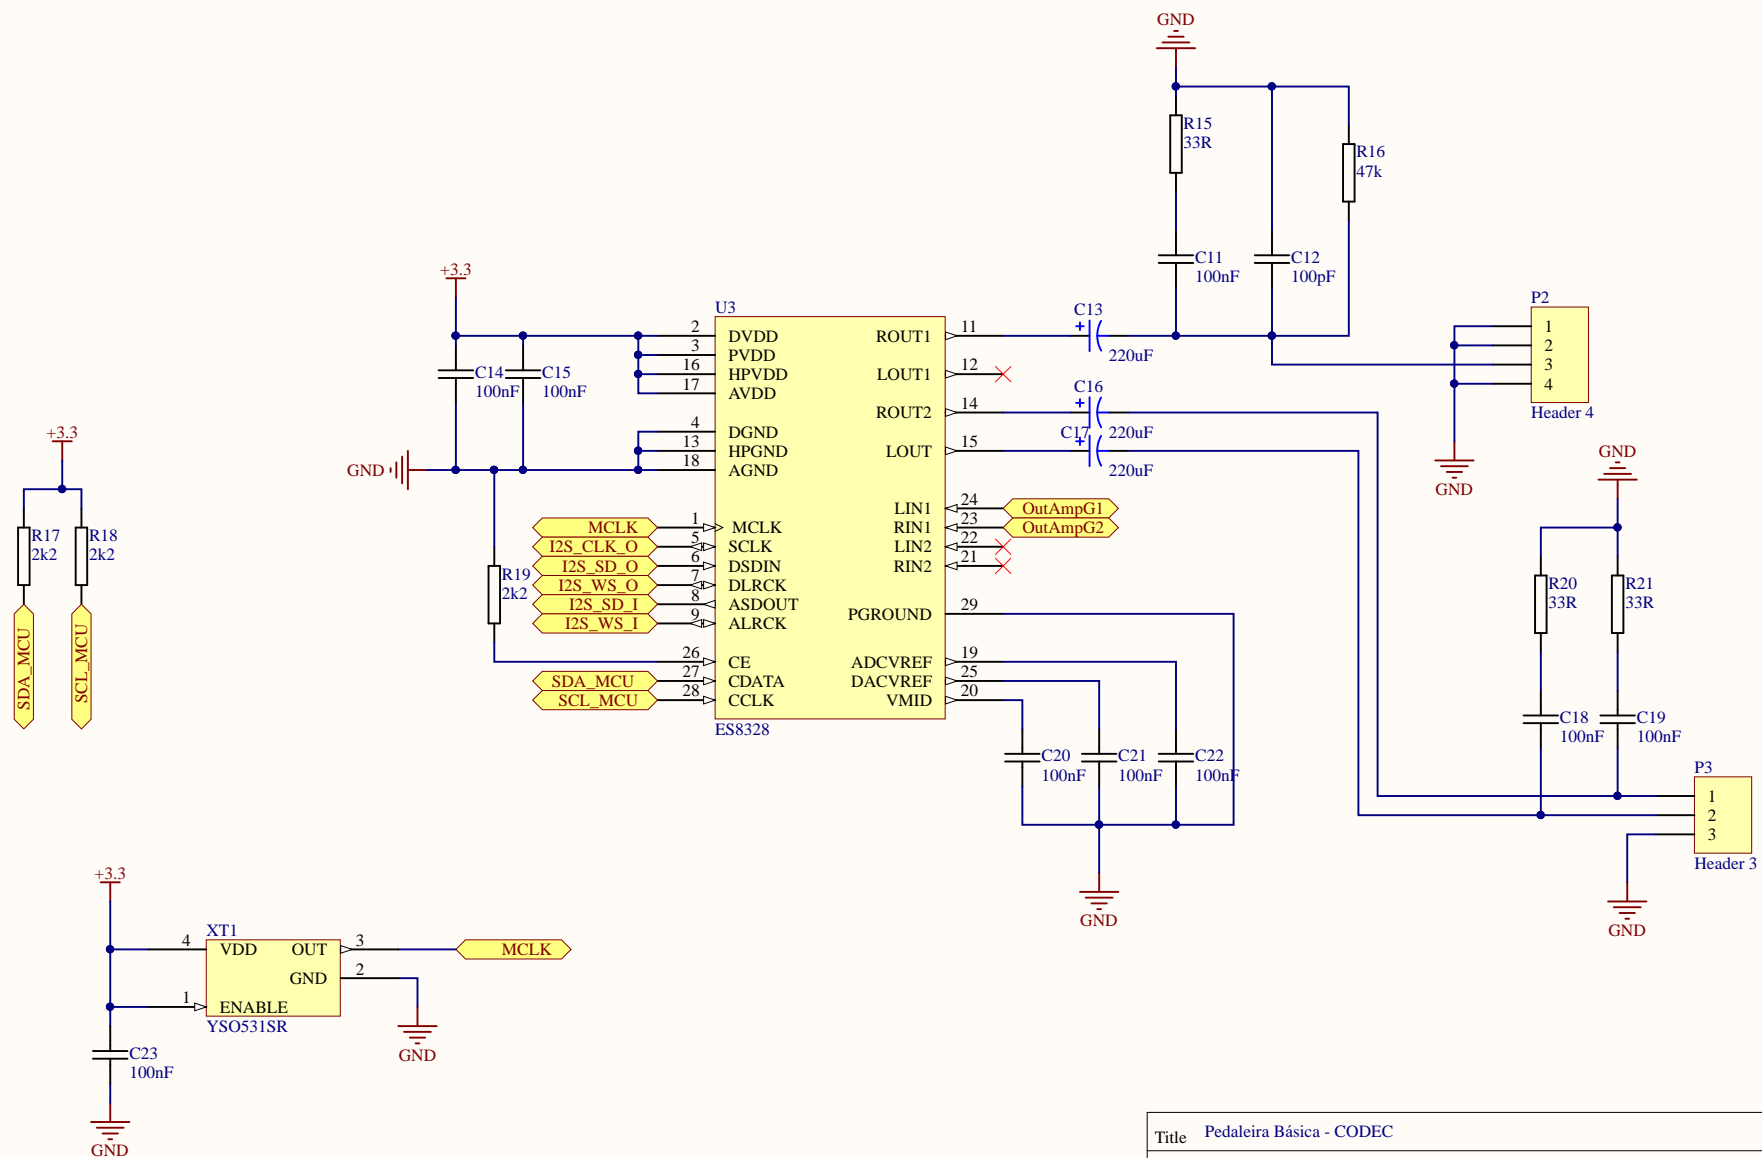 GND
R15
33R
R16
47k
C11
100nF
C12
100pF
+3.3
C14
100nF
C15
100nF
GND
U3
2 DVDD
3 PVDD
16 HPVDD
17 AVDD
4 DGND
13 HPGND
18 AGND
MCLK 1 MCLK
I2S_CLK_O 5 SCLK
I2S_SD_O 6 DSDIN
I2S_WS_O 7 DLRCK
I2S_SD_I 8 ASDOUT
I2S_WS_I 9 ALRCK
26 CE
SDA_MCU 27 CDATA
SCL_MCU 28 CCLK
ROUT1 11
LOUT1 12
ROUT2 14
LOUT 15
LIN1 24 OutAmpG1
RIN1 23 OutAmpG2
LIN2 22
RIN2 21
PGROUND 29
ADCVREF 19
DACVREF 25
VMID 20
ES8328
R19
2k2
C13
+
220uF
C16
+
220uF
C17
+
220uF
P2
1
2
3
4
Header 4
GND
+3.3
R17
2k2
R18
2k2
SDA_MCU
SCL_MCU
C20
100nF
C21
100nF
C22
100nF
GND
GND
R20
33R
R21
33R
C18
100nF
C19
100nF
P3
1
2
3
Header 3
GND
+3.3
XT1
4 VDD OUT 3 MCLK
GND 2
1 ENABLE
YSO531SR
GND
C23
100nF
GND
Title Pedaleira Básica - CODEC